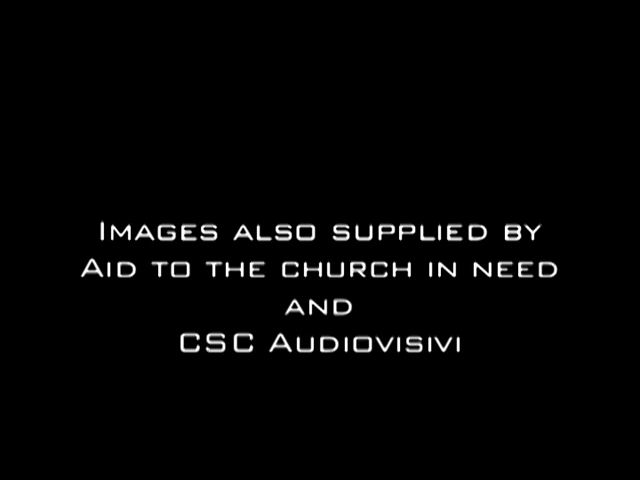 Images also supplied by
Aid to the church in need
and
CSC Audiovisivi